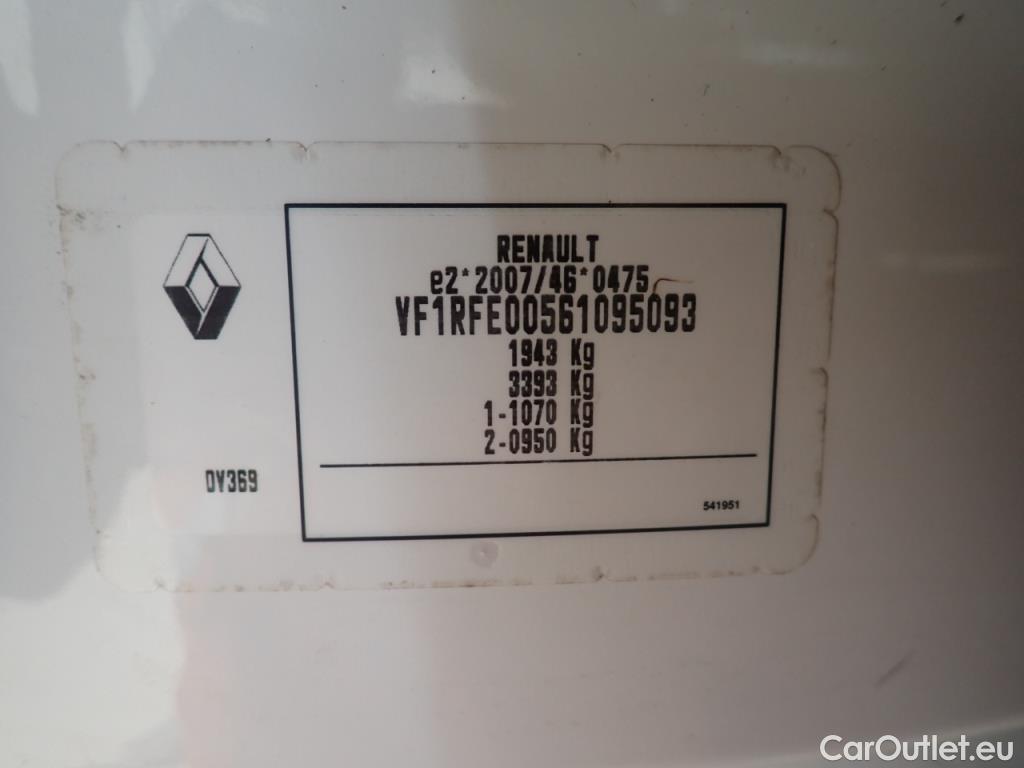 RENAULT
e2*2007/46*0475
VF1RFE00561095093
1943 Kg
3393 Kg
1-1070 Kg
2-0950 Kg
DV369
541951
CarOutlet.eu